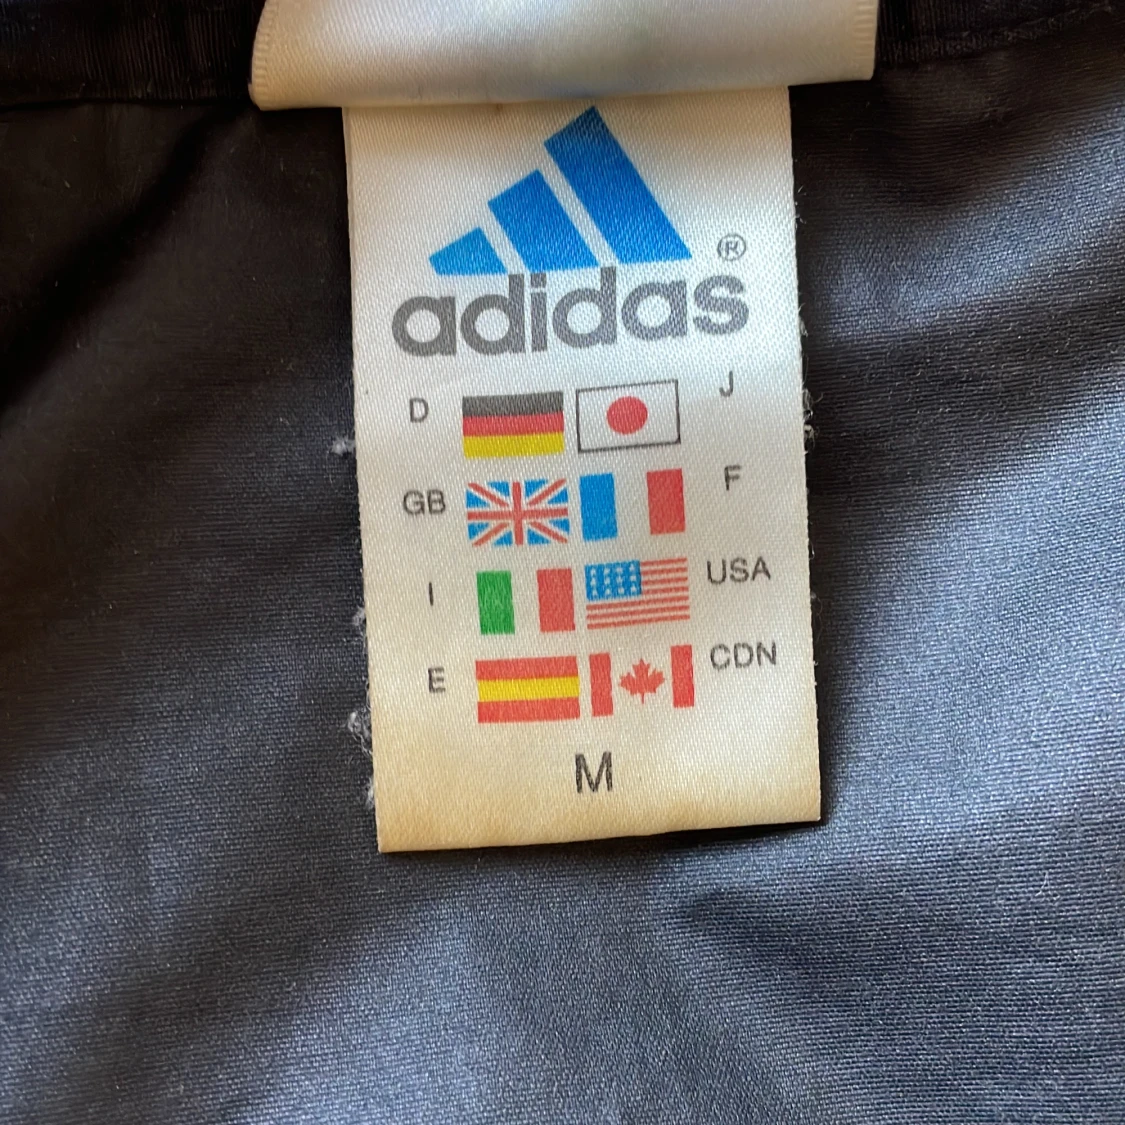 adidas®
D J
GB F
I USA
E CDN
M